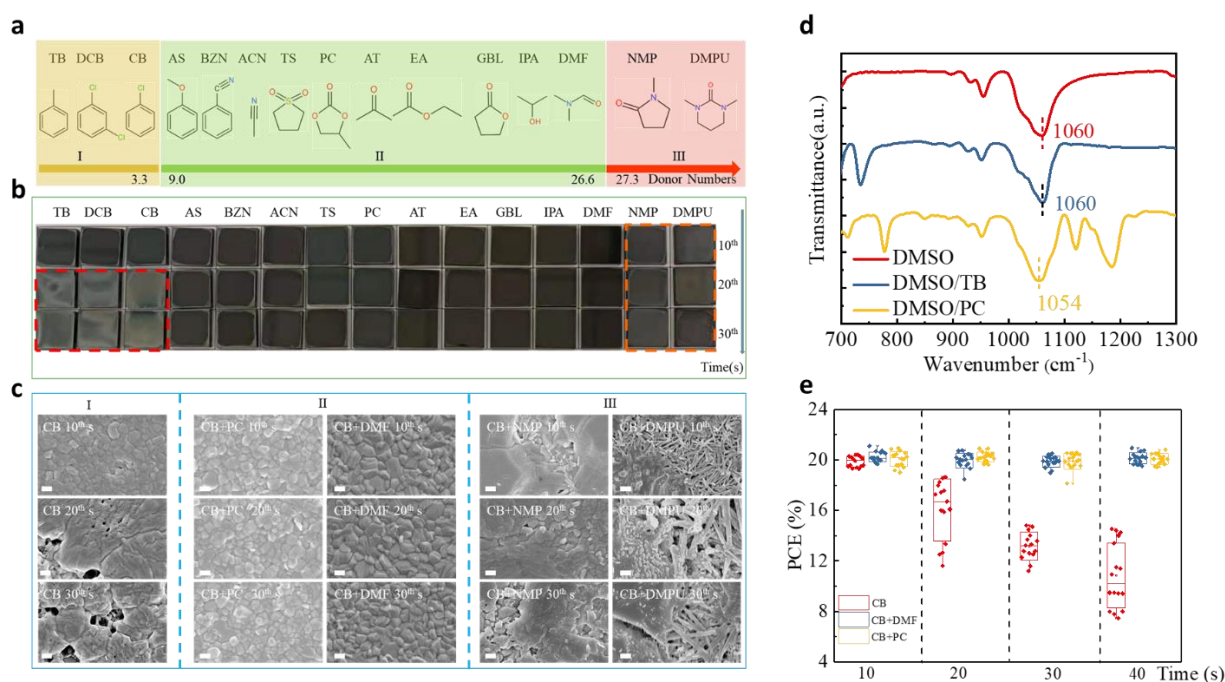 a
TB DCB CB AS BZN ACN TS PC AT EA GBL IPA DMF NMP DMPU
Cl
Cl
Cl
O
N
N
O O
S
O
O
O
O
O
O
O
O
OH
N
O
N
O
O
N
N
I
II
III
3.3 9.0 26.6 27.3 Donor Numbers
b
TB DCB CB AS BZN ACN TS PC AT EA GBL IPA DMF NMP DMPU
10th
20th
30th
Time(s)
c
I II III
CB 10th s CB+PC 10th s CB+DMF 10th s CB+NMP 10th s CB+DMPU 10th s
CB 20th s CB+PC 20th s CB+DMF 20th s CB+NMP 20th s CB+DMPU 20th s
CB 30th s CB+PC 30th s CB+DMF 30th s CB+NMP 30th s CB+DMPU 30th s
d
Transmittance(a.u.)
1060
1060
1054
DMSO
DMSO/TB
DMSO/PC
700 800 900 1000 1100 1200 1300
Wavenumber (cm-1)
e
PCE (%)
24
20
16
12
8
4
CB
CB+DMF
CB+PC
10 20 30 40 Time (s)